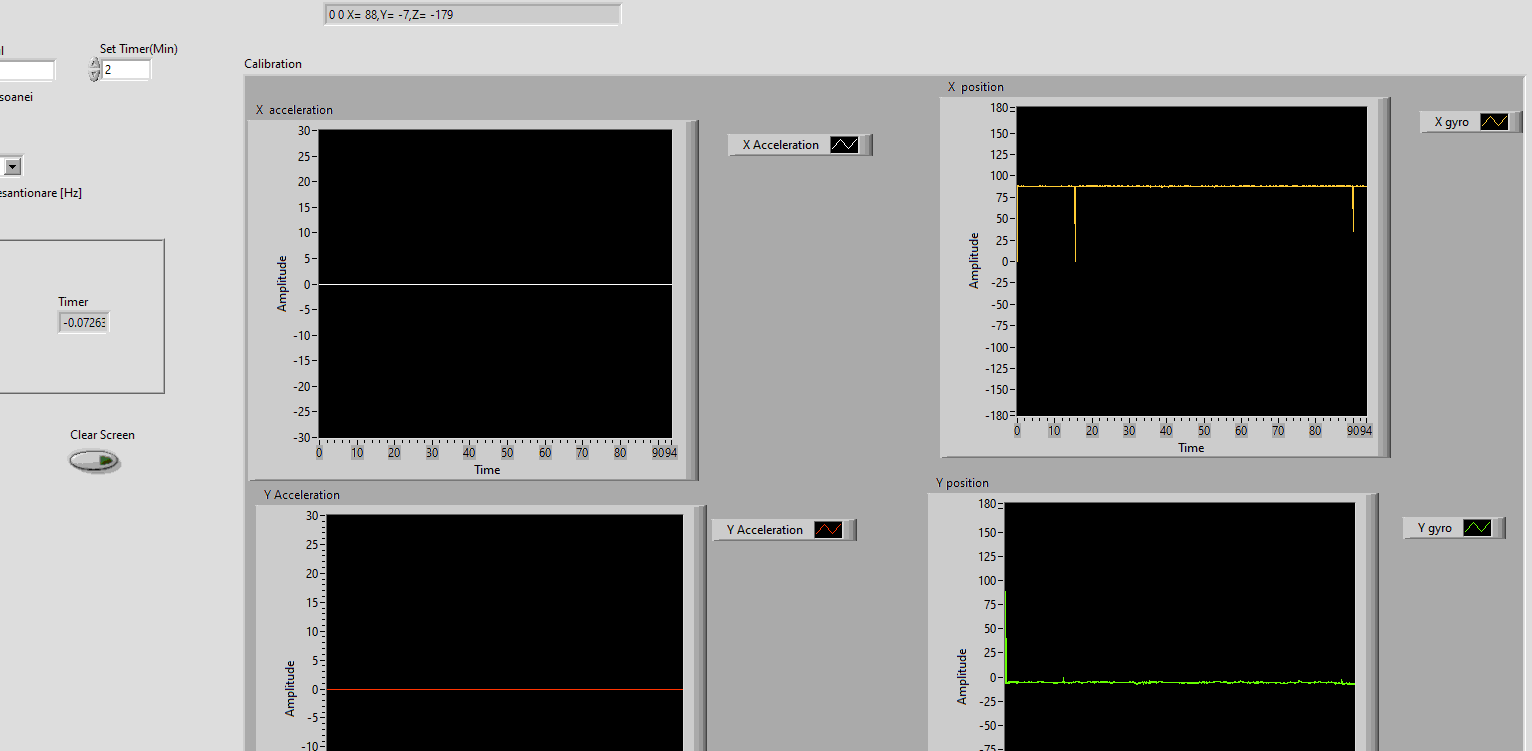 0 0 X= 88,Y= -7,Z= -179
Set Timer(Min)
2
soanei
esantionare [Hz]
Timer
-0.0726
Clear Screen
Calibration
X acceleration
30
25
20
15
10
5
0
-5
-10
-15
-20
-25
-30
Amplitude
0 10 20 30 40 50 60 70 80 90 94
Time
X Acceleration
X position
180
150
125
100
75
50
25
0
-25
-50
-75
-100
-125
-150
-180
Amplitude
0 10 20 30 40 50 60 70 80 90 94
Time
X gyro
Y Acceleration
30
25
20
15
10
5
0
-5
-10
Amplitude
Y Acceleration
Y position
180
150
125
100
75
50
25
0
-25
-50
-75
Amplitude
Y gyro